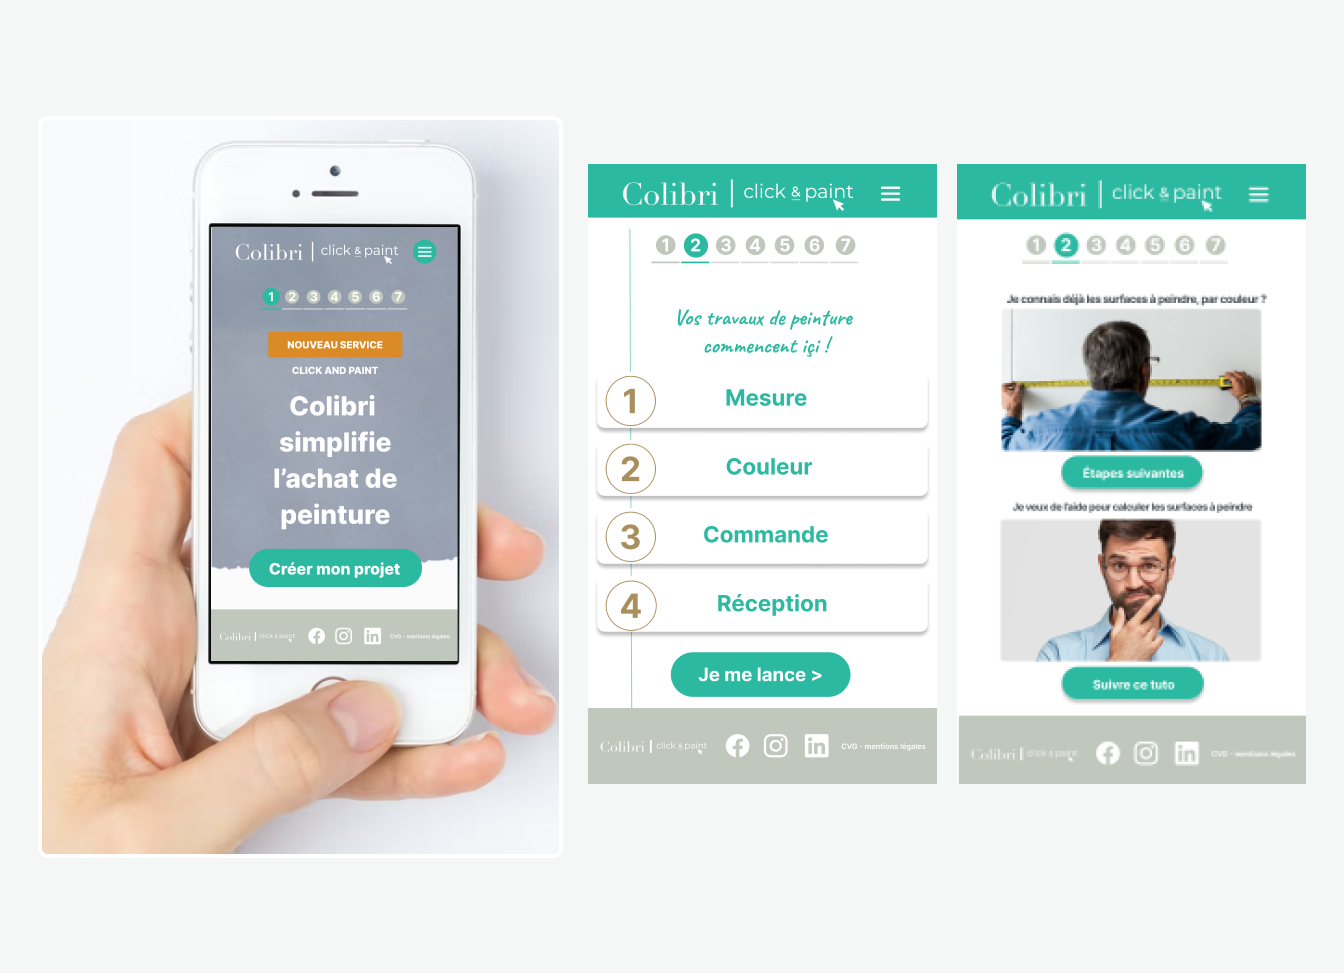 Colibri | click & paint
1 2 3 4 5 6 7
NOUVEAU SERVICE
CLICK AND PAINT
Colibri
simplifie
l’achat de
peinture
Créer mon projet
Colibri | click & paint
CVG - mentions légales
Colibri | click & paint
1 2 3 4 5 6 7
Vos travaux de peinture
commencent içi !
1 Mesure
2 Couleur
3 Commande
4 Réception
Je me lance >
Colibri | click & paint
CVG - mentions légales
Colibri | click & paint
1 2 3 4 5 6 7
Je connais déjà les surfaces à peindre, par couleur ?
Étapes suivantes
Je veux de l'aide pour calculer les surfaces à peindre
Suivre ce tuto
Colibri | click & paint
CVG - mentions légales